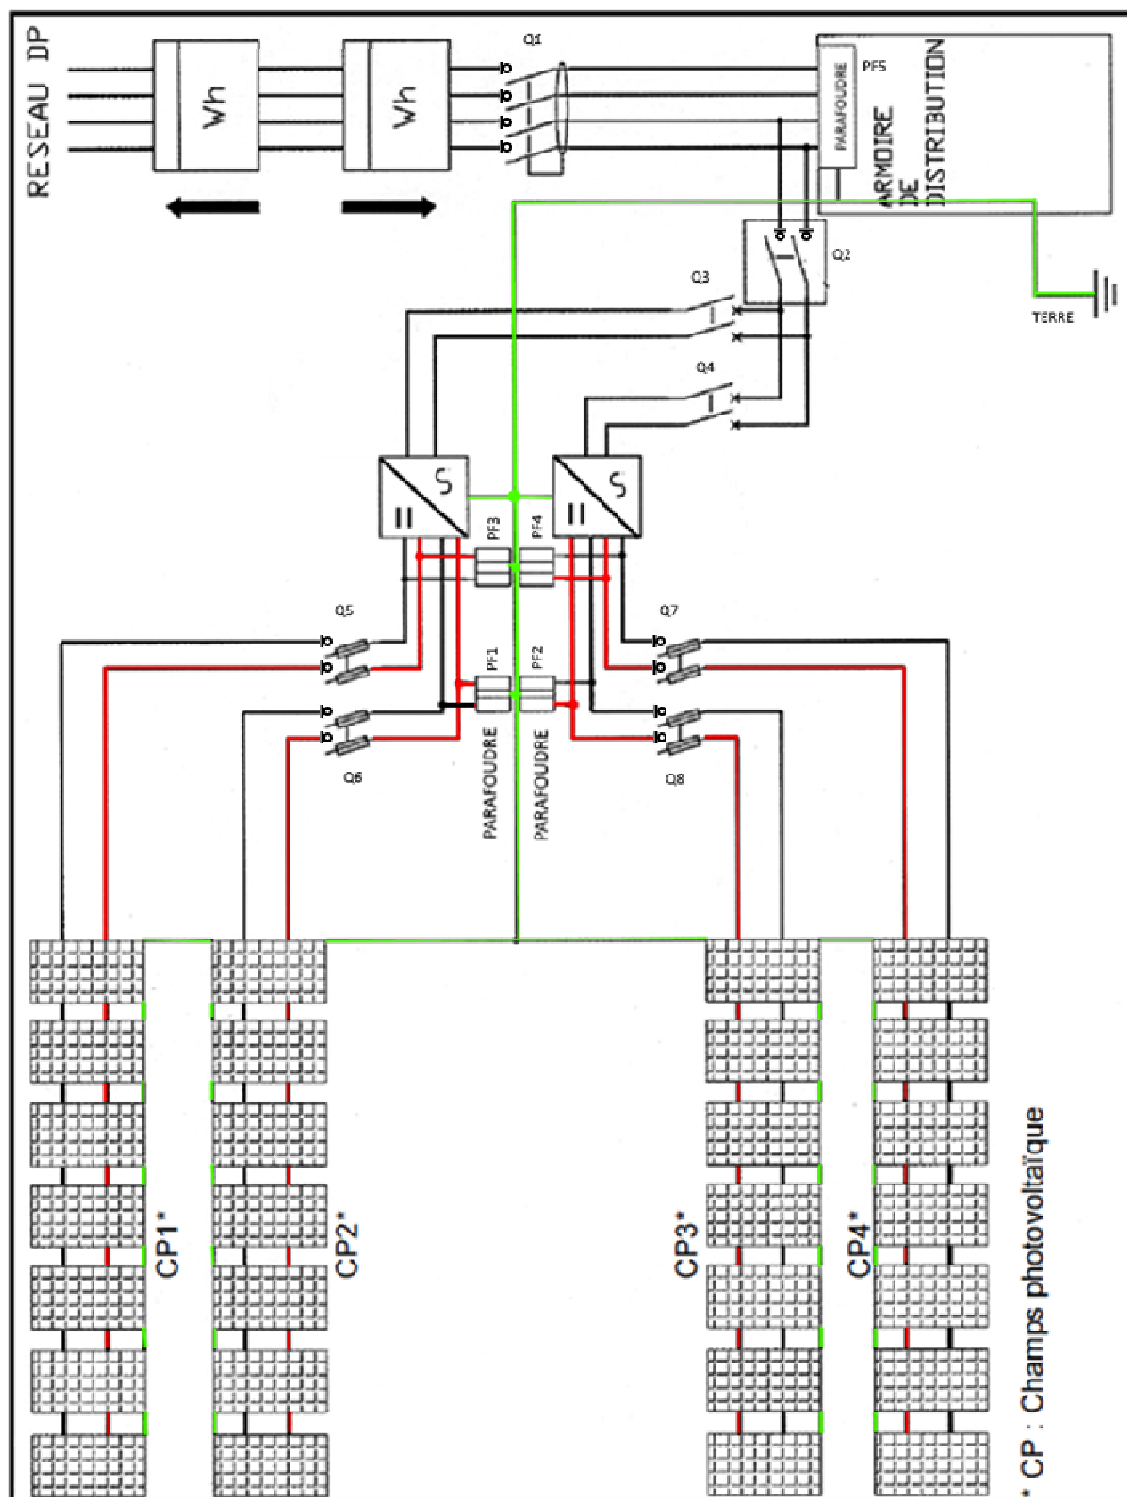 RESEAU DP
Wh
Wh
Q1
PARAFOUDRE
PF5
ARMOIRE
DE
DISTRIBUTION
Q2
Q3
TERRE
Q4
S
S
PF3
PF4
Q5
Q7
PF1
PF2
PARAFOUDRE
PARAFOUDRE
Q6
Q8
CP1*
CP2*
CP3*
CP4*
* CP : Champs photovoltaïque